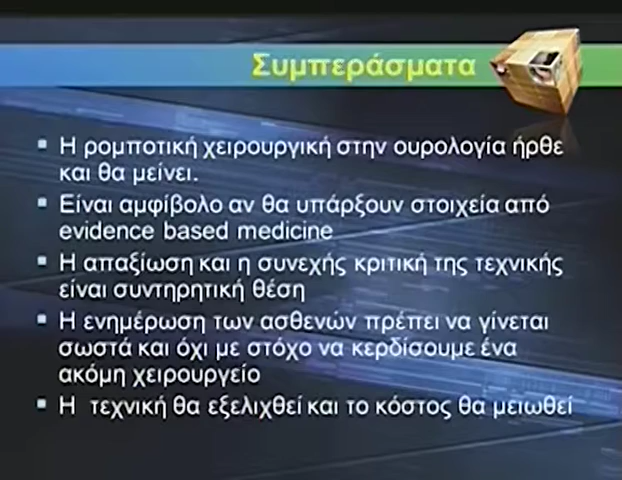 Συμπεράσματα
Η ρομποτική χειρουργική στην ουρολογία ήρθε
και θα μείνει.
Είναι αμφίβολο αν θα υπάρξουν στοιχεία από
evidence based medicine
Η απαξίωση και η συνεχής κριτική της τεχνικής
είναι συντηρητική θέση
Η ενημέρωση των ασθενών πρέπει να γίνεται
σωστά και όχι με στόχο να κερδίσουμε ένα
ακόμη χειρουργείο
Η τεχνική θα εξελιχθεί και το κόστος θα μειωθεί